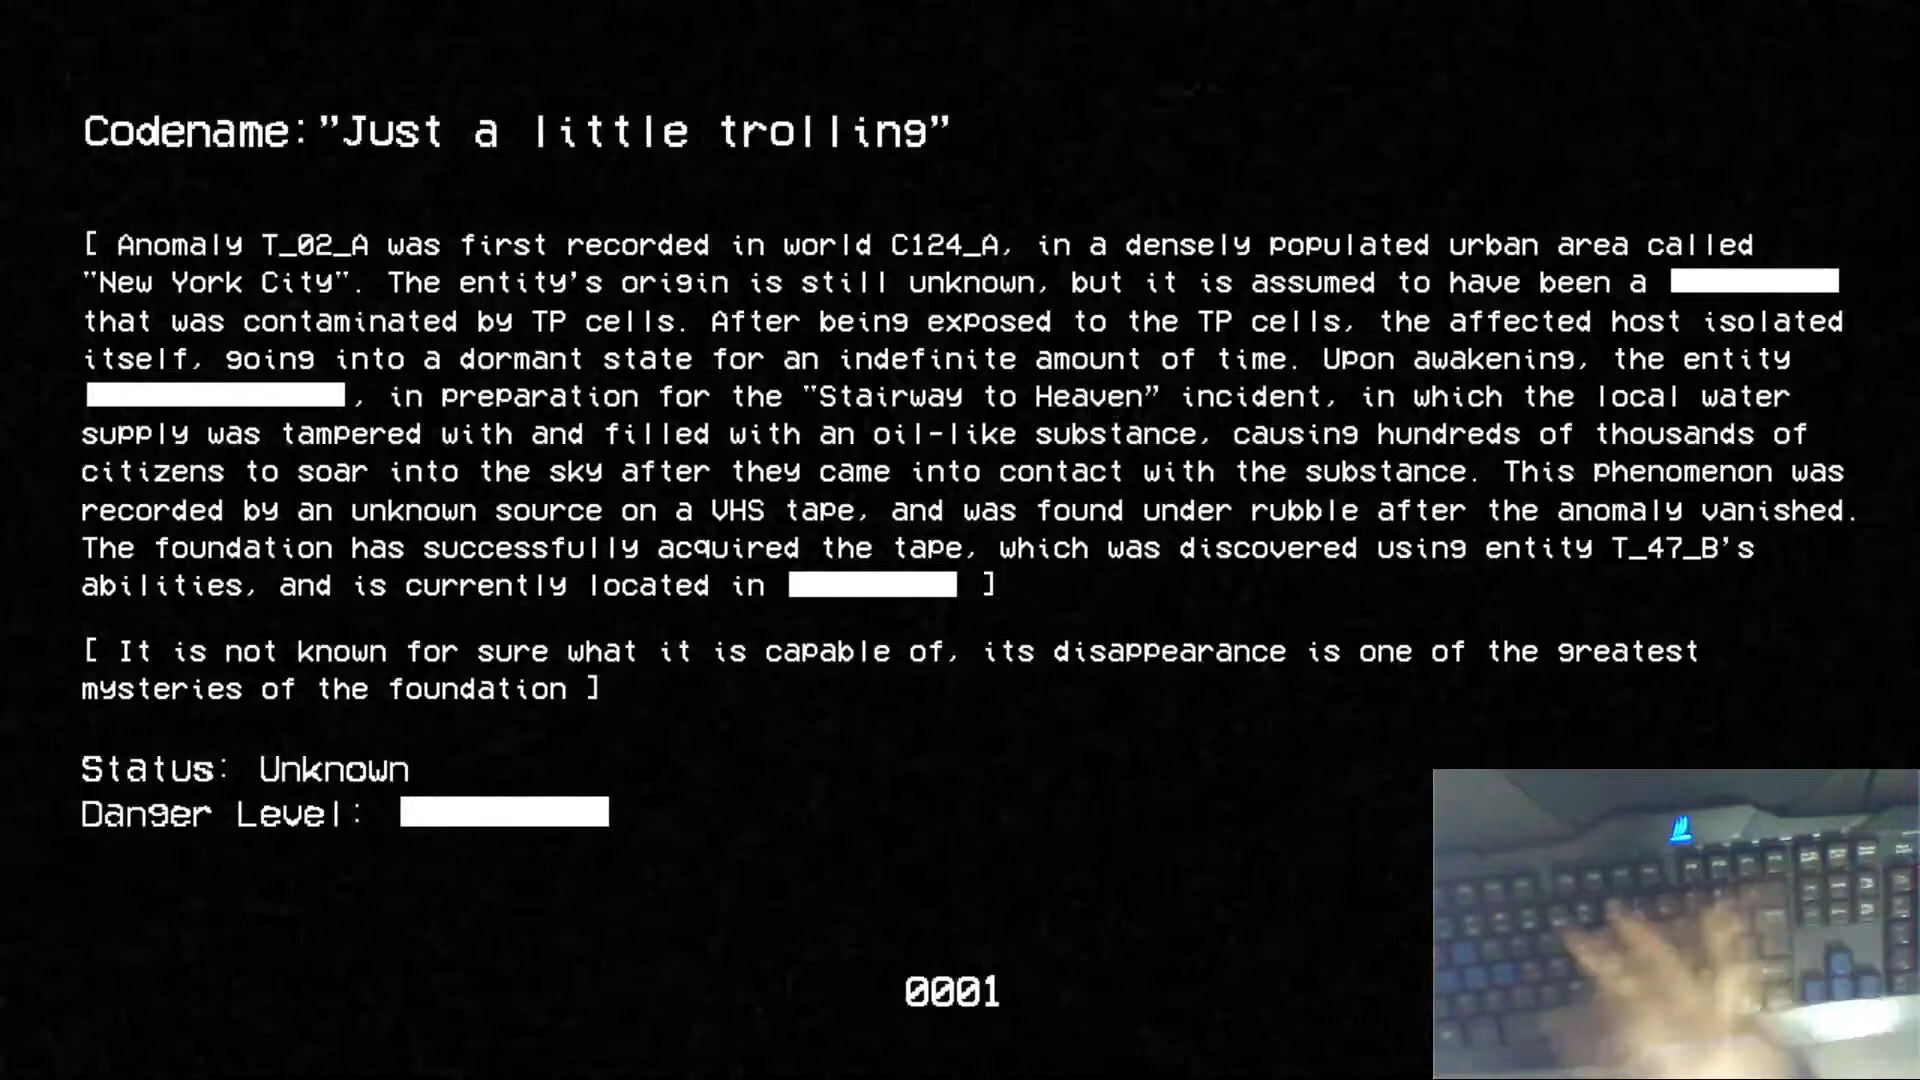 Codename:"Just a little trolling"
[ Anomaly T_02_A was first recorded in world C124_A, in a densely populated urban area called
"New York City". The entity's origin is still unknown, but it is assumed to have been a
that was contaminated by TP cells. After being exposed to the TP cells, the affected host isolated
itself, going into a dormant state for an indefinite amount of time. Upon awakening, the entity
, in preparation for the "Stairway to Heaven" incident, in which the local water
supply was tampered with and filled with an oil-like substance, causing hundreds of thousands of
citizens to soar into the sky after they came into contact with the substance. This phenomenon was
recorded by an unknown source on a VHS tape, and was found under rubble after the anomaly vanished.
The foundation has successfully acquired the tape, which was discovered using entity T_47_B's
abilities, and is currently located in ]
[ It is not known for sure what it is capable of, its disappearance is one of the greatest
mysteries of the foundation ]
Status: Unknown
Danger Level:
0001